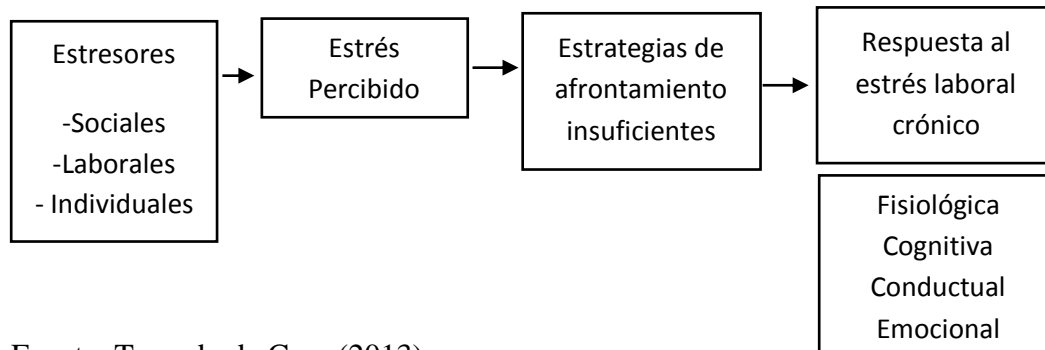 Estresores
-Sociales
-Laborales
- Individuales
Estrés
Percibido
Estrategias de
afrontamiento
insuficientes
Respuesta al
estrés laboral
crónico
Fisiológica
Cognitiva
Conductual
Emocional
(2013)